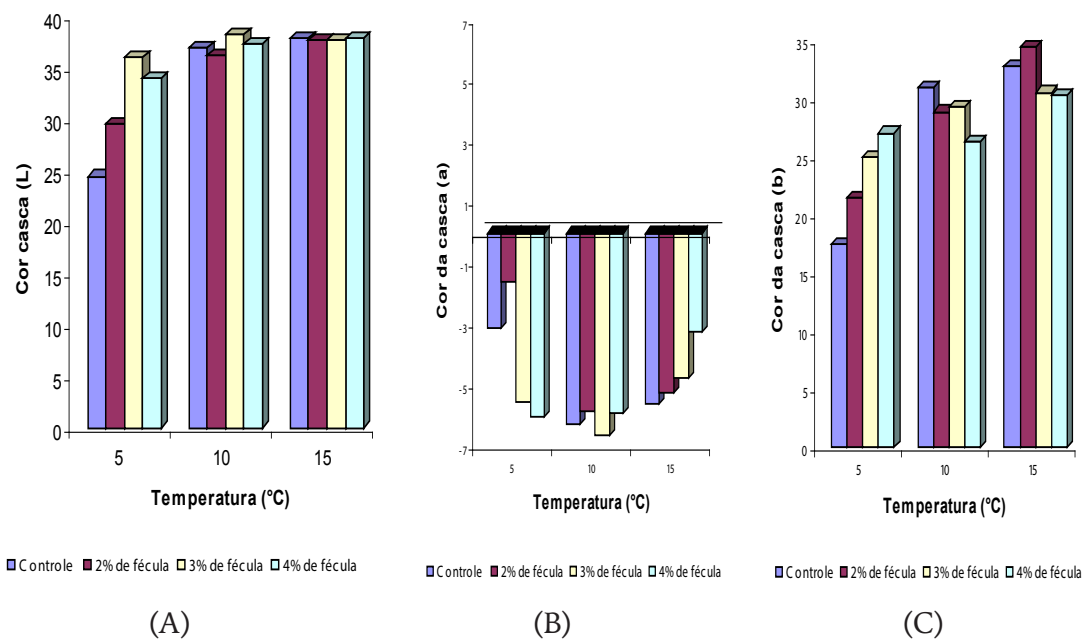 40
35
30
25
20
15
10
5
0
Cor casca (L)
5 10 15
Temperatura (°C)
Controle 2% de fécula 3% de fécula 4% de fécula
(A)
7
5
3
1
-1
-3
-5
-7
Cor da casca (a)
5 10 15
Temperatura (°C)
Controle 2% de fécula 3% de fécula 4% de fécula
(B)
35
30
25
20
15
10
5
0
Cor da casca (b)
5 10 15
Temperatura (°C)
Controle 2% de fécula 3% de fécula 4% de fécula
(C)